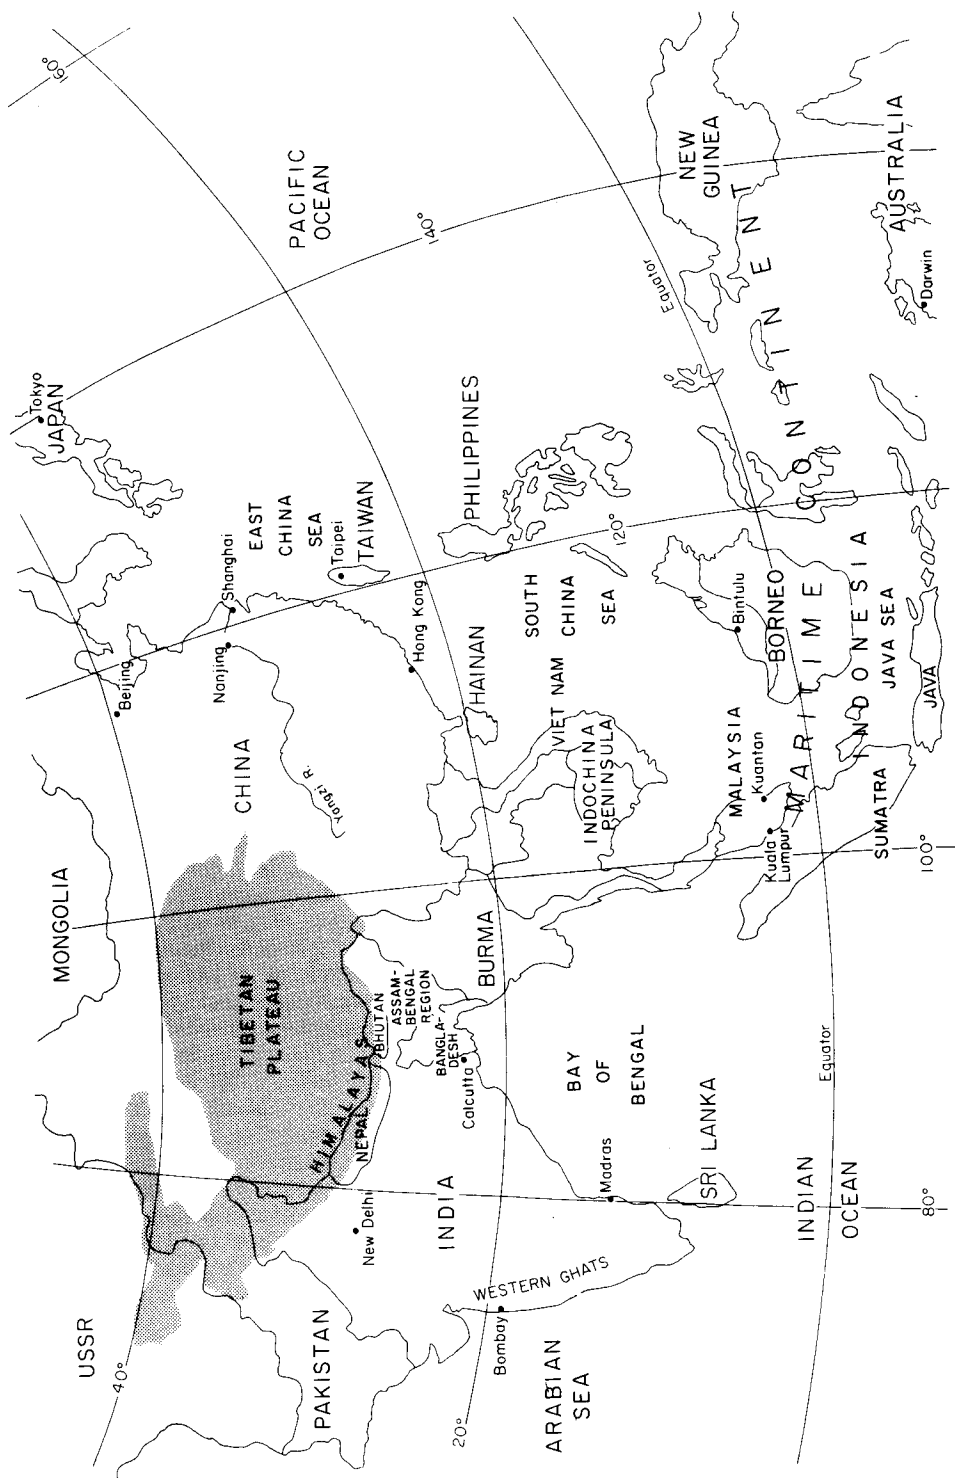 USSR
MONGOLIA
40°
Beijing
JAPAN
Tokyo
160°
PAKISTAN
TIBETAN
PLATEAU
HIMALAYAS
NEPAL
BHUTAN
ASSAM-
BENGAL
REGION
BANGLA-
DESH
New Delhi
INDIA
Calcutta
CHINA
Yangzi R.
Nanjing
Shanghai
EAST
CHINA
SEA
Taipei
TAIWAN
Hong Kong
PACIFIC
OCEAN
140°
20°
Bombay
WESTERN GHATS
ARABIAN
SEA
Madras
SRI LANKA
BAY
OF
BENGAL
BURMA
HAINAN
VIET NAM
INDOCHINA
PENINSULA
SOUTH
CHINA
SEA
PHILIPPINES
120°
Equator
INDIAN
OCEAN
80°
Equator
100°
MALAYSIA
Kuantan
Kuala
Lumpur
SUMATRA
Bintulu
BORNEO
MARITIME CONTINENT
INDONESIA
JAVA SEA
JAVA
NEW
GUINEA
AUSTRALIA
Darwin